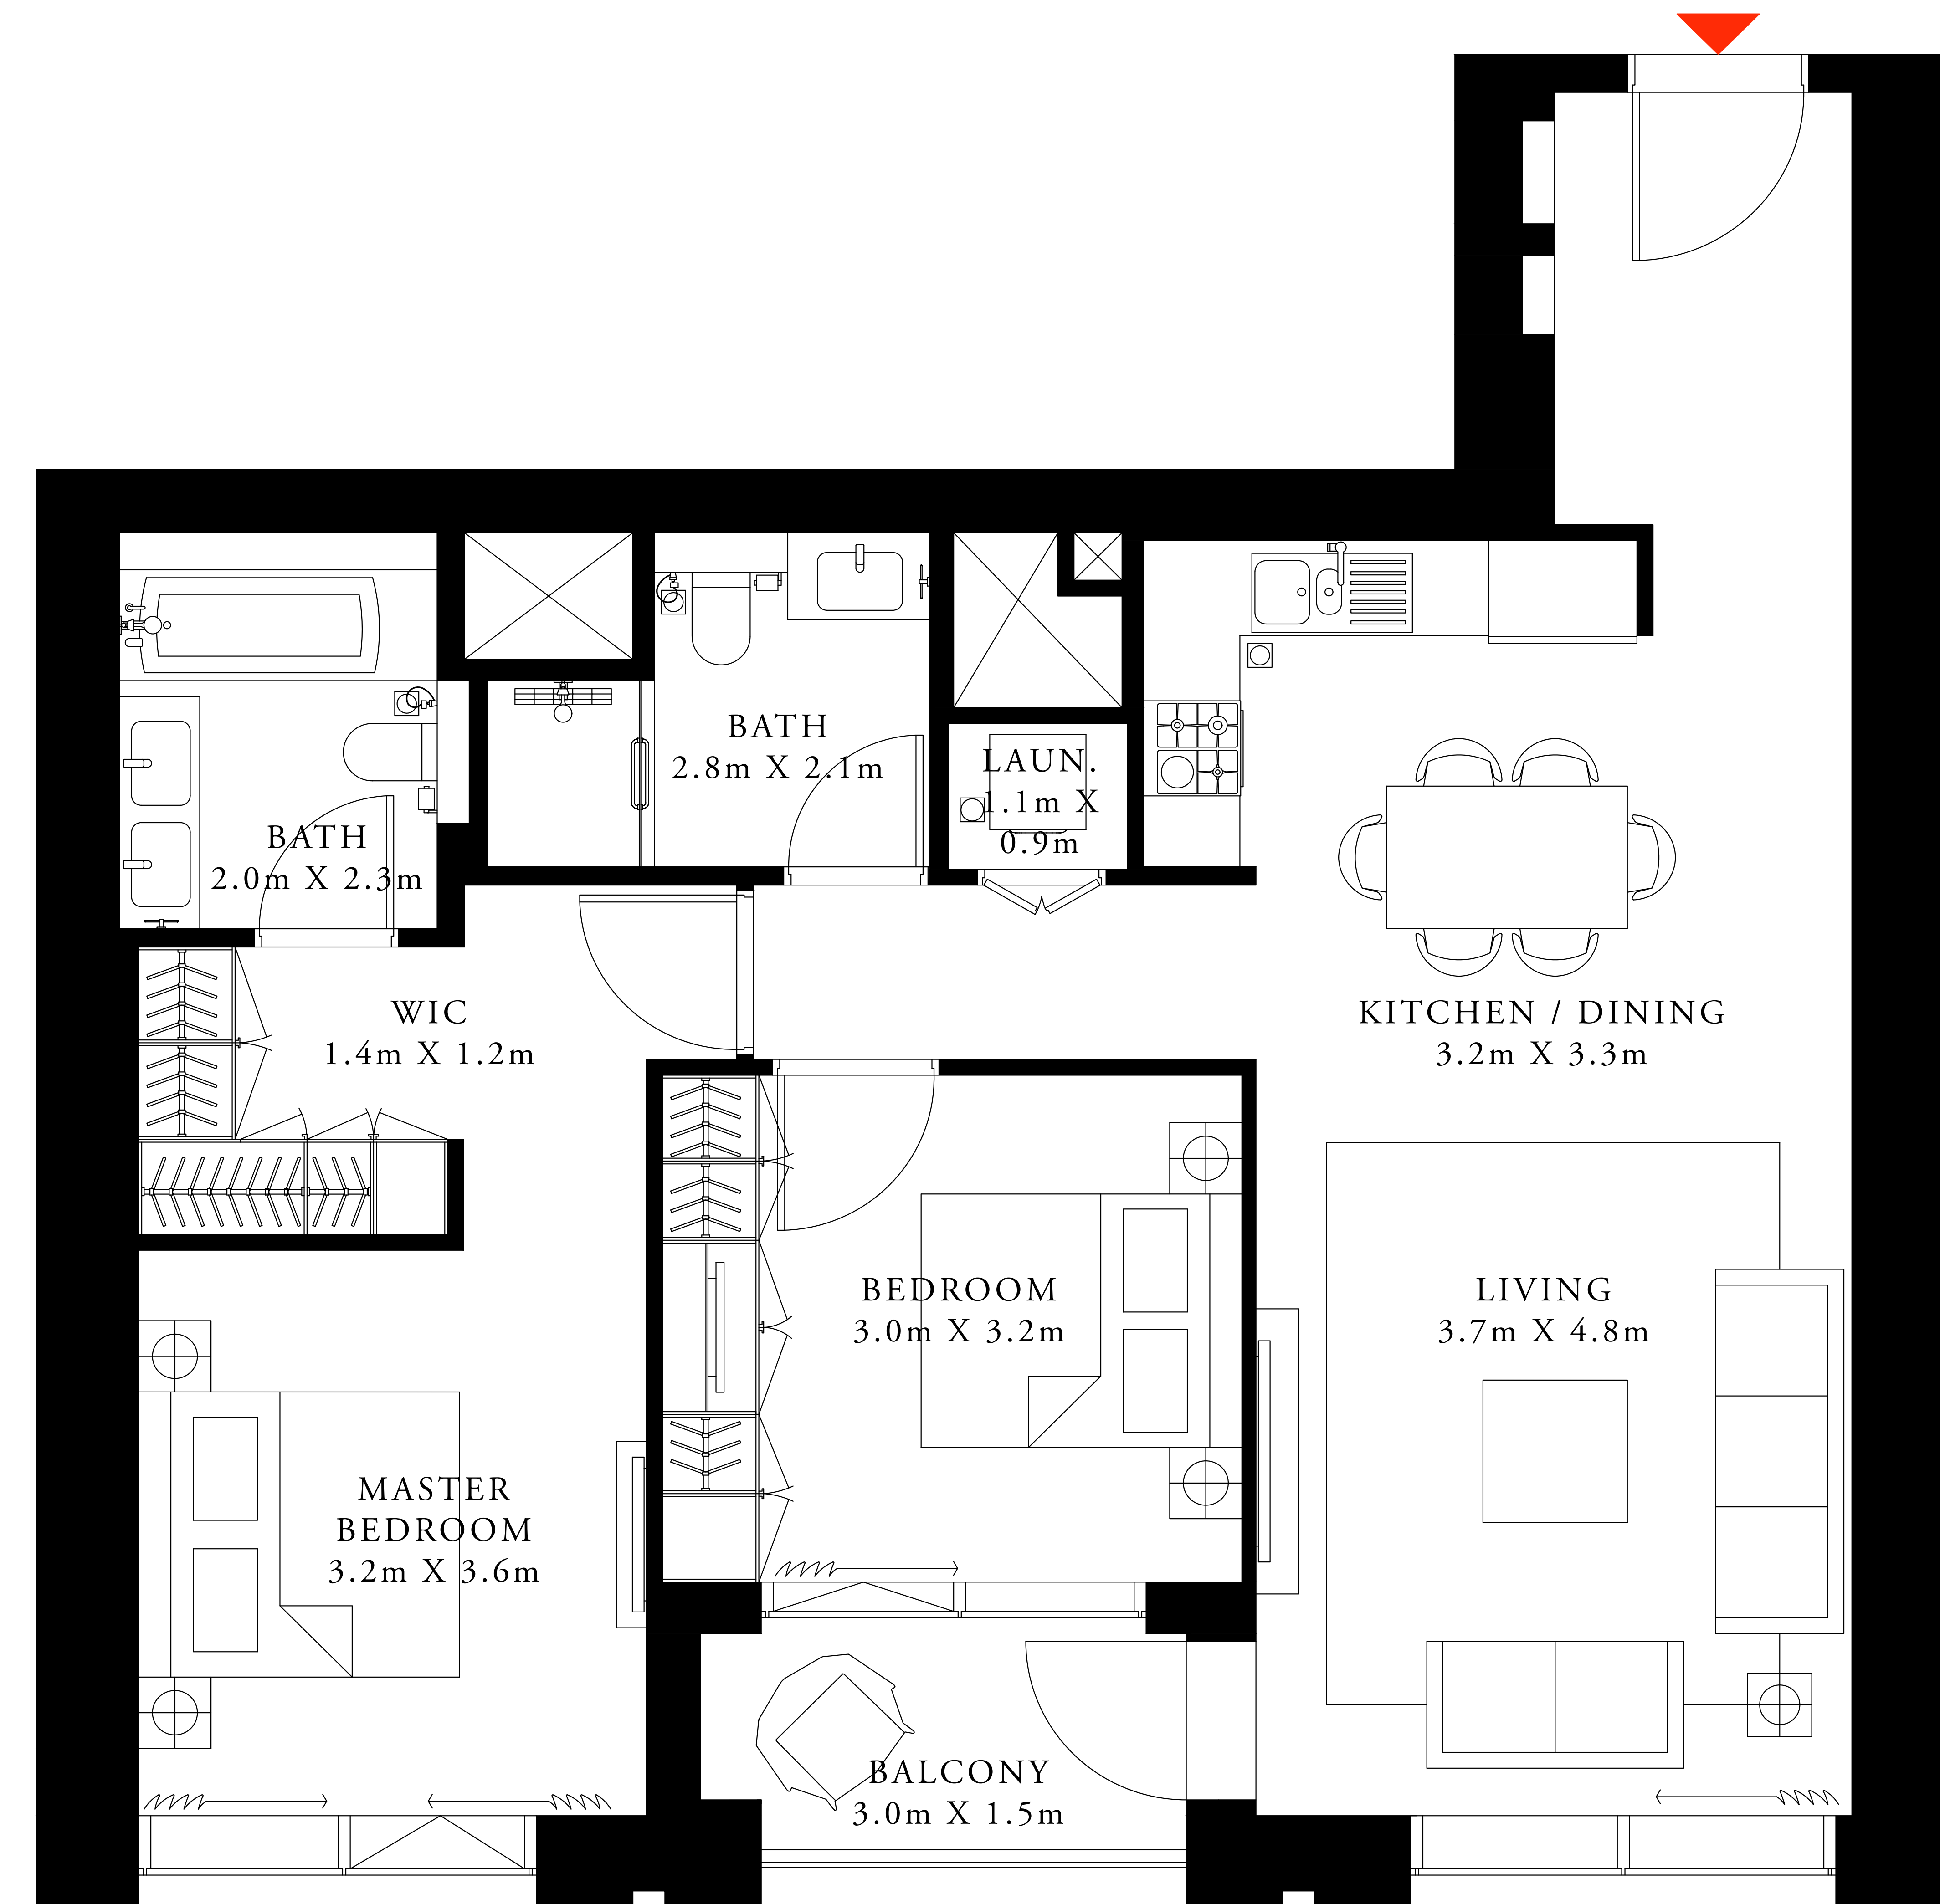 BATH
2.8m X 2.1m
LAUN.
1.1m X
0.9m
BATH
2.0m X 2.3m
WIC
1.4m X 1.2m
KITCHEN / DINING
3.2m X 3.3m
BEDROOM
3.0m X 3.2m
LIVING
3.7m X 4.8m
MASTER
BEDROOM
3.2m X 3.6m
BALCONY
3.0m X 1.5m